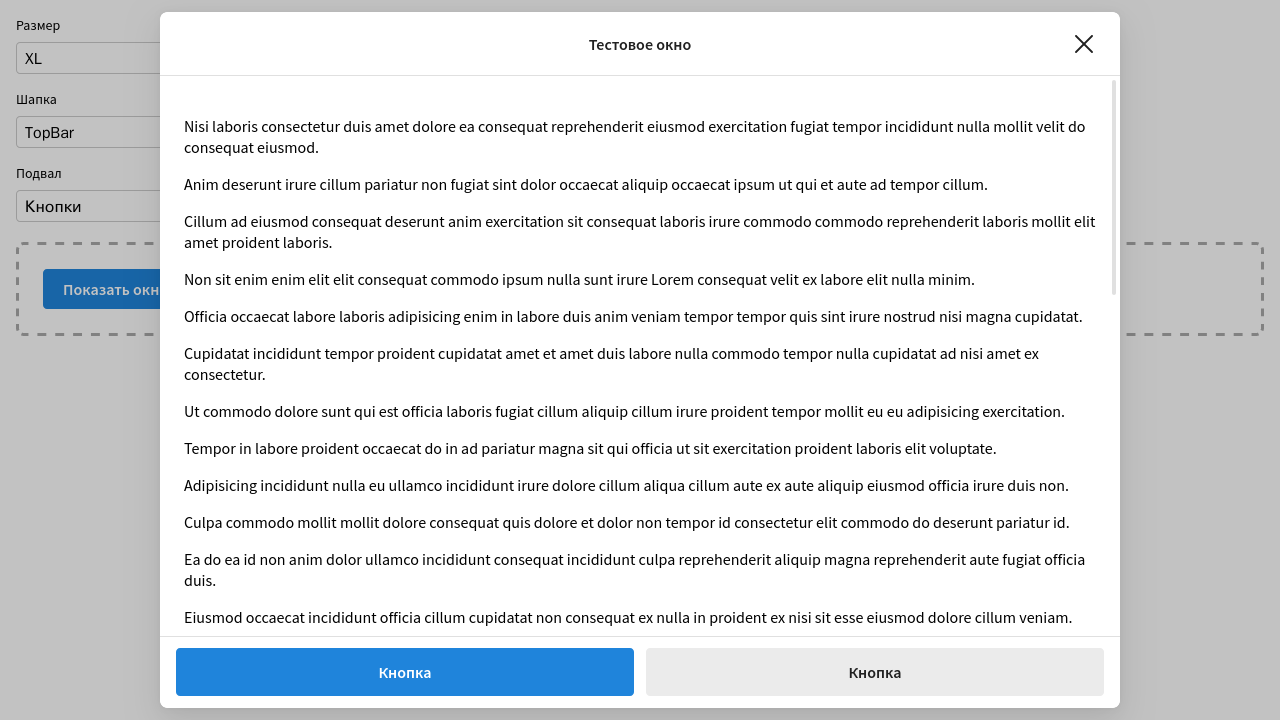 Размер
XL
Шапка
TopBar
Подвал
Кнопки
Показать окн
Тестовое окно
Nisi laboris consectetur duis amet dolore ea consequat reprehenderit eiusmod exercitation fugiat tempor incididunt nulla mollit velit do
consequat eiusmod.
Anim deserunt irure cillum pariatur non fugiat sint dolor occaecat aliquip occaecat ipsum ut qui et aute ad tempor cillum.
Cillum ad eiusmod consequat deserunt anim exercitation sit consequat laboris irure commodo commodo reprehenderit laboris mollit elit
amet proident laboris.
Non sit enim enim elit elit consequat commodo ipsum nulla sunt irure Lorem consequat velit ex labore elit nulla minim.
Officia occaecat labore laboris adipisicing enim in labore duis anim veniam tempor tempor quis sint irure nostrud nisi magna cupidatat.
Cupidatat incididunt tempor proident cupidatat amet et amet duis labore nulla commodo tempor nulla cupidatat ad nisi amet ex
consectetur.
Ut commodo dolore sunt qui est officia laboris fugiat cillum aliquip cillum irure proident tempor mollit eu eu adipisicing exercitation.
Tempor in labore proident occaecat do in ad pariatur magna sit qui officia ut sit exercitation proident laboris elit voluptate.
Adipisicing incididunt nulla eu ullamco incididunt irure dolore cillum aliqua cillum aute ex aute aliquip eiusmod officia irure duis non.
Culpa commodo mollit mollit dolore consequat quis dolore et dolor non tempor id consectetur elit commodo do deserunt pariatur id.
Ea do ea id non anim dolor ullamco incididunt consequat incididunt culpa reprehenderit aliquip magna reprehenderit aute fugiat officia
duis.
Eiusmod occaecat incididunt officia cillum cupidatat non consequat ex nulla in proident ex nisi sit esse eiusmod dolore cillum veniam.
Кнопка
Кнопка